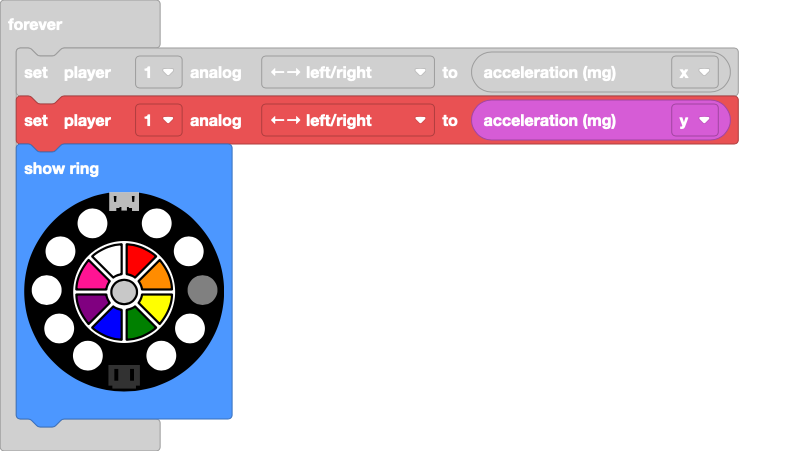 forever
set player 1 analog ←→ left/right to acceleration (mg) x
set player 1 analog ←→ left/right to acceleration (mg) y
show ring